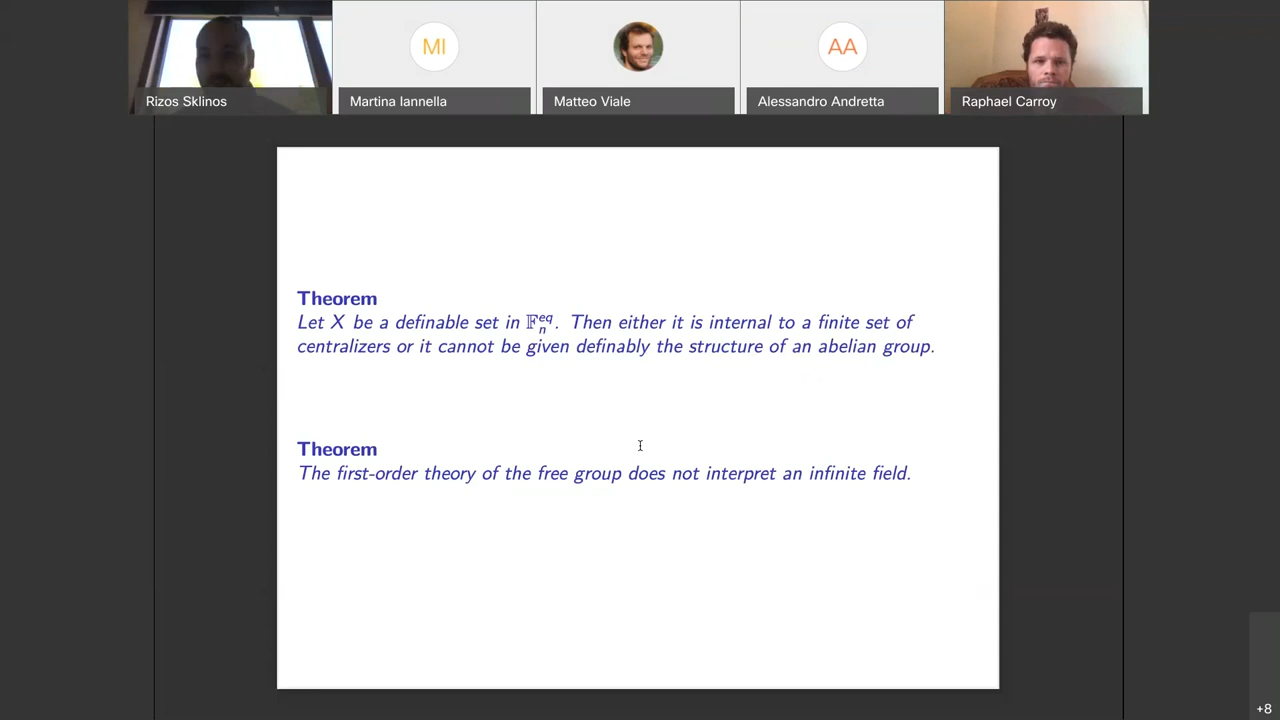 Rizos Sklinos
MI
Martina Iannella
Matteo Viale
AA
Alessandro Andretta
Raphael Carroy
Theorem
Let X be a definable set in 𝔽ₙᵉq. Then either it is internal to a finite set of
centralizers or it cannot be given definably the structure of an abelian group.
Theorem
The first-order theory of the free group does not interpret an infinite field.
+8